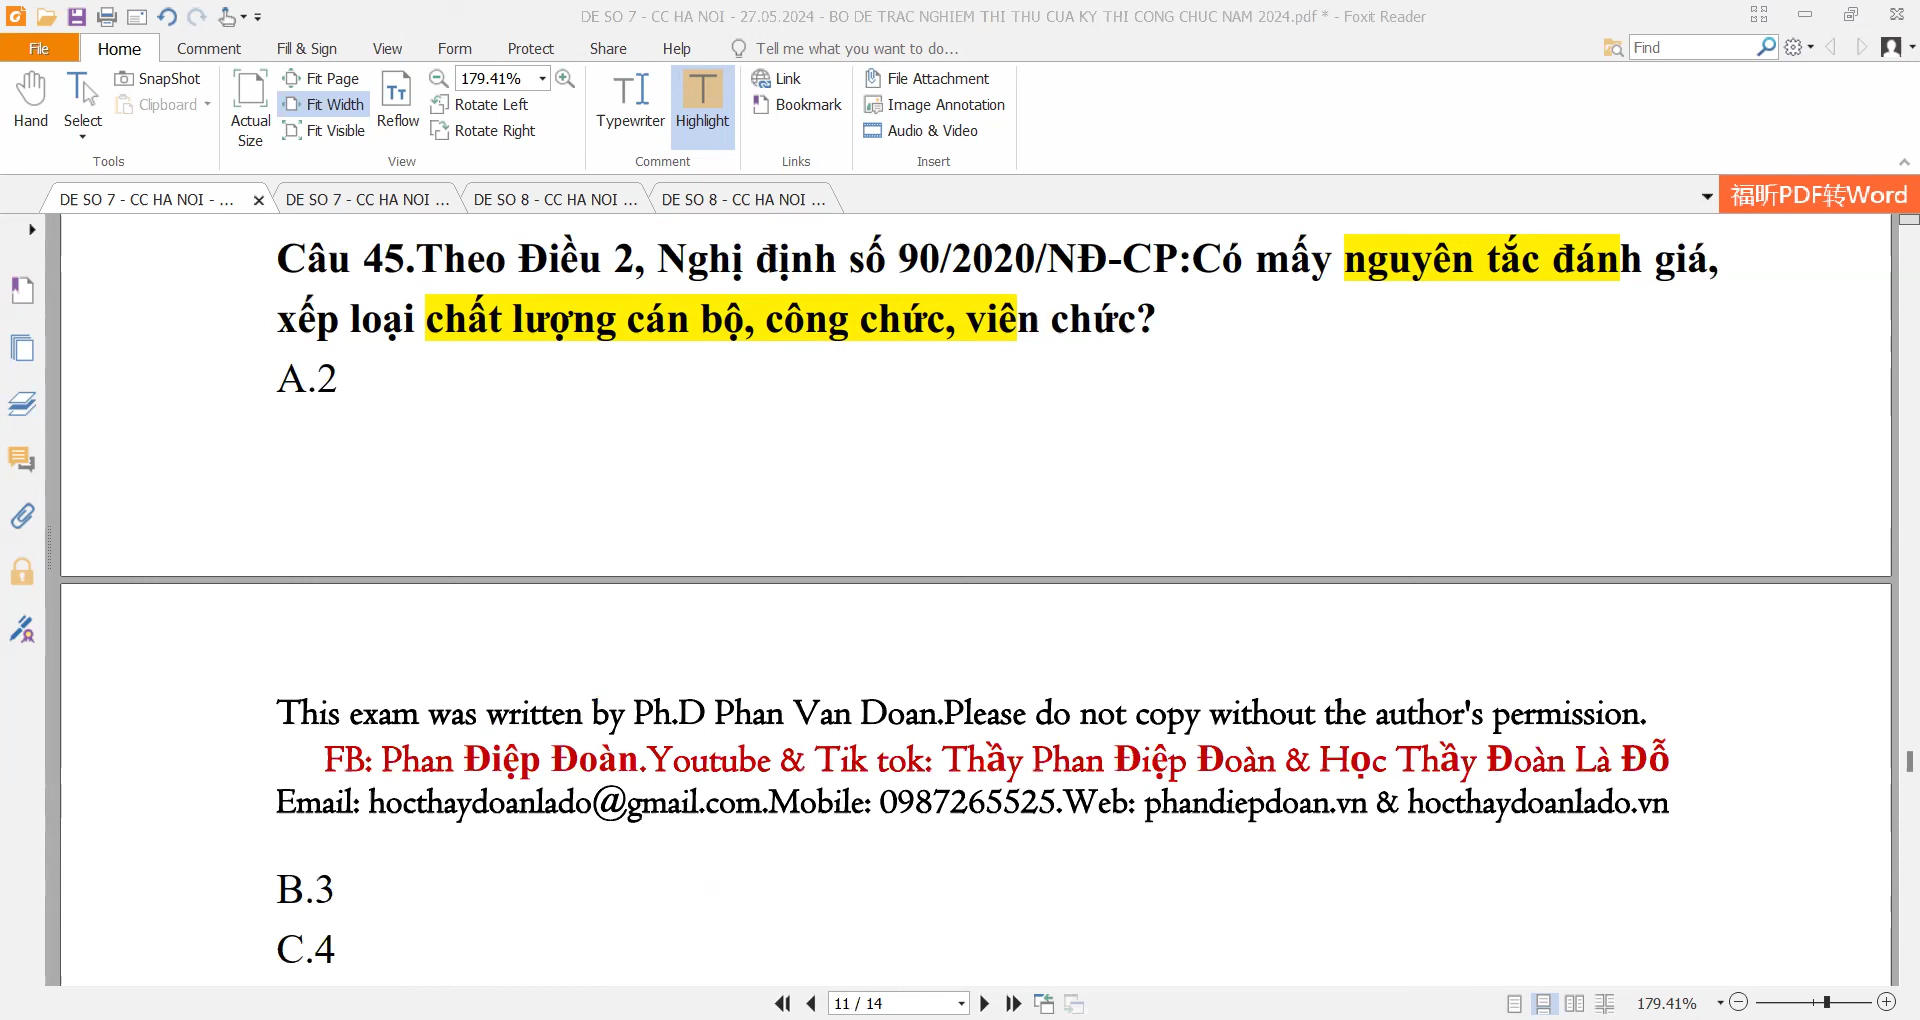 DE SO 7 - CC HA NOI - 27.05.2024 - BO DE TRAC NGHIEM THI THU CUA KY THI CONG CHUC NAM 2024.pdf * - Foxit Reader
File Home Comment Fill & Sign View Form Protect Share Help Tell me what you want to do... Find
SnapShot Fit Page 179.41% Link File Attachment
Clipboard Fit Width Rotate Left Bookmark Image Annotation
Hand Select Actual Size Fit Visible Reflow Rotate Right Typewriter Highlight Audio & Video
Tools View Comment Links Insert
DE SO 7 - CC HA NOI - ... DE SO 7 - CC HA NOI ... DE SO 8 - CC HA NOI ... DE SO 8 - CC HA NOI ... 福昕PDF转Word
Câu 45.Theo Điều 2, Nghị định số 90/2020/NĐ-CP:Có mấy nguyên tắc đánh giá,
xếp loại chất lượng cán bộ, công chức, viên chức?
A.2
This exam was written by Ph.D Phan Van Doan.Please do not copy without the author's permission.
FB: Phan Điệp Đoàn.Youtube & Tik tok: Thầy Phan Điệp Đoàn & Học Thầy Đoàn Là Đỗ
Email: hocthaydoanlado@gmail.com.Mobile: 0987265525.Web: phandiepdoan.vn & hocthaydoanlado.vn
B.3
C.4
11 / 14 179.41%